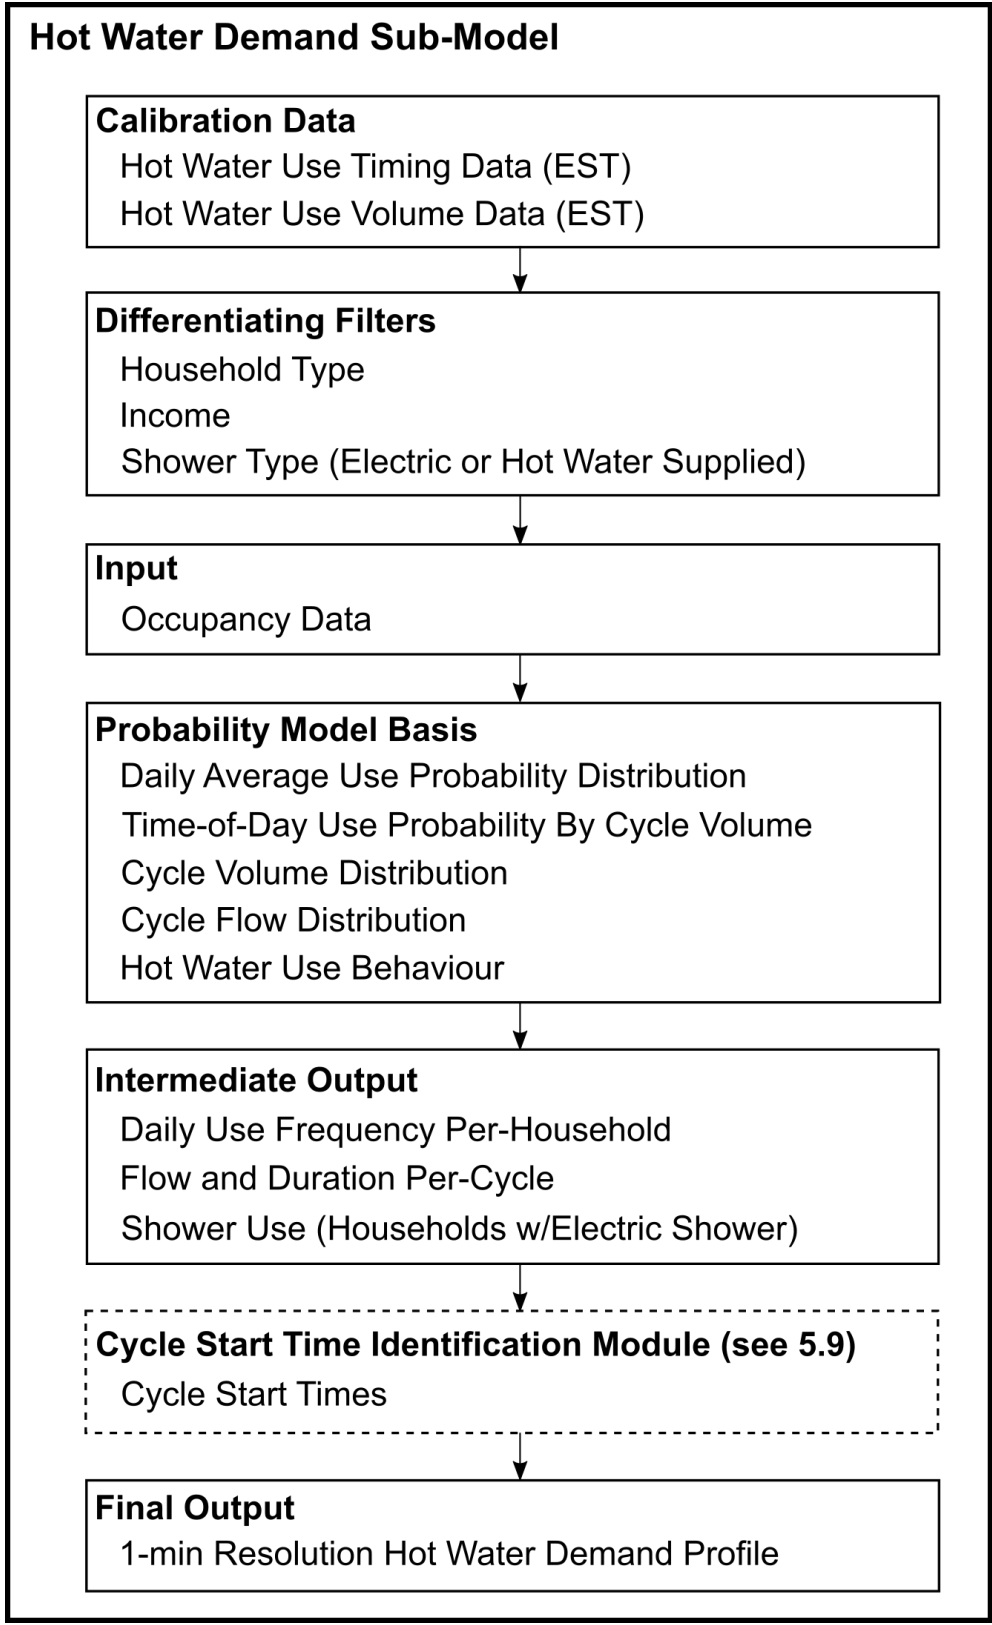 Hot Water Demand Sub-Model
Calibration Data
Hot Water Use Timing Data (EST)
Hot Water Use Volume Data (EST)
Differentiating Filters
Household Type
Income
Shower Type (Electric or Hot Water Supplied)
Input
Occupancy Data
Probability Model Basis
Daily Average Use Probability Distribution
Time-of-Day Use Probability By Cycle Volume
Cycle Volume Distribution
Cycle Flow Distribution
Hot Water Use Behaviour
Intermediate Output
Daily Use Frequency Per-Household
Flow and Duration Per-Cycle
Shower Use (Households w/Electric Shower)
Cycle Start Time Identification Module (see 5.9)
Cycle Start Times
Final Output
1-min Resolution Hot Water Demand Profile